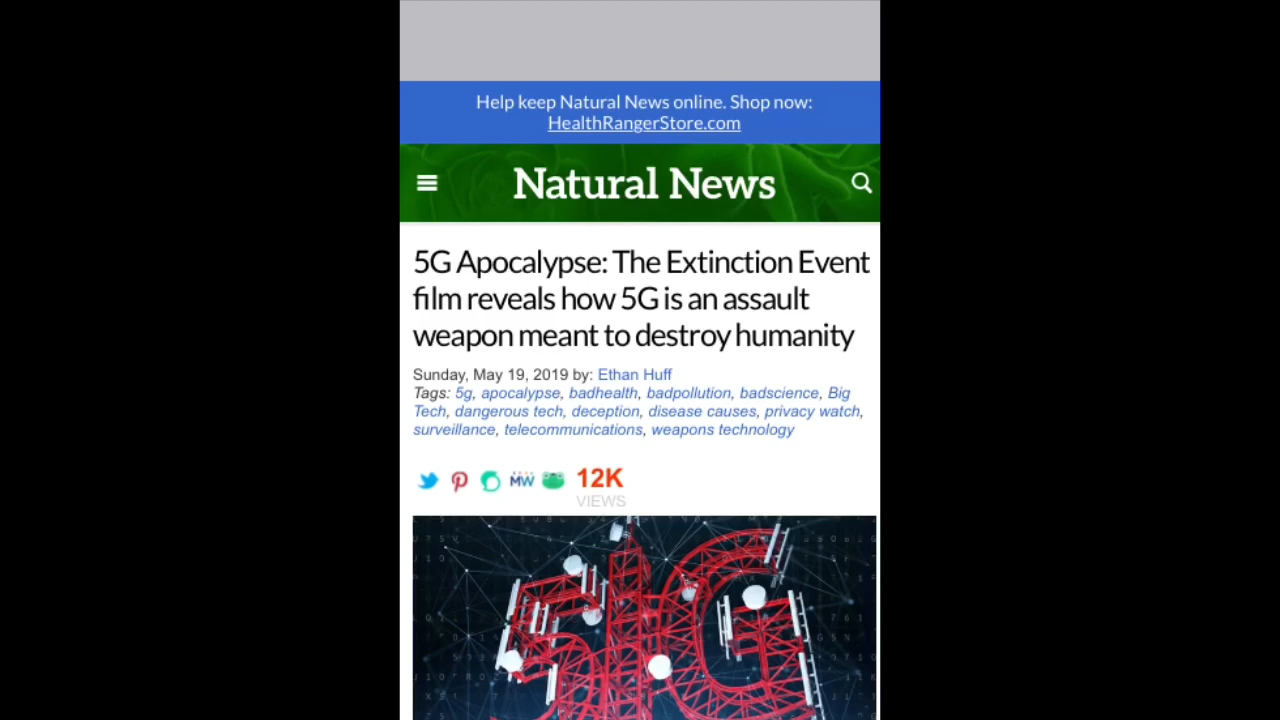 Help keep Natural News online. Shop now:
HealthRangerStore.com
Natural News
5G Apocalypse: The Extinction Event
film reveals how 5G is an assault
weapon meant to destroy humanity
Sunday, May 19, 2019 by: Ethan Huff
Tags: 5g, apocalypse, badhealth, badpollution, badscience, Big
Tech, dangerous tech, deception, disease causes, privacy watch,
surveillance, telecommunications, weapons technology
MW
12K
VIEWS
5G